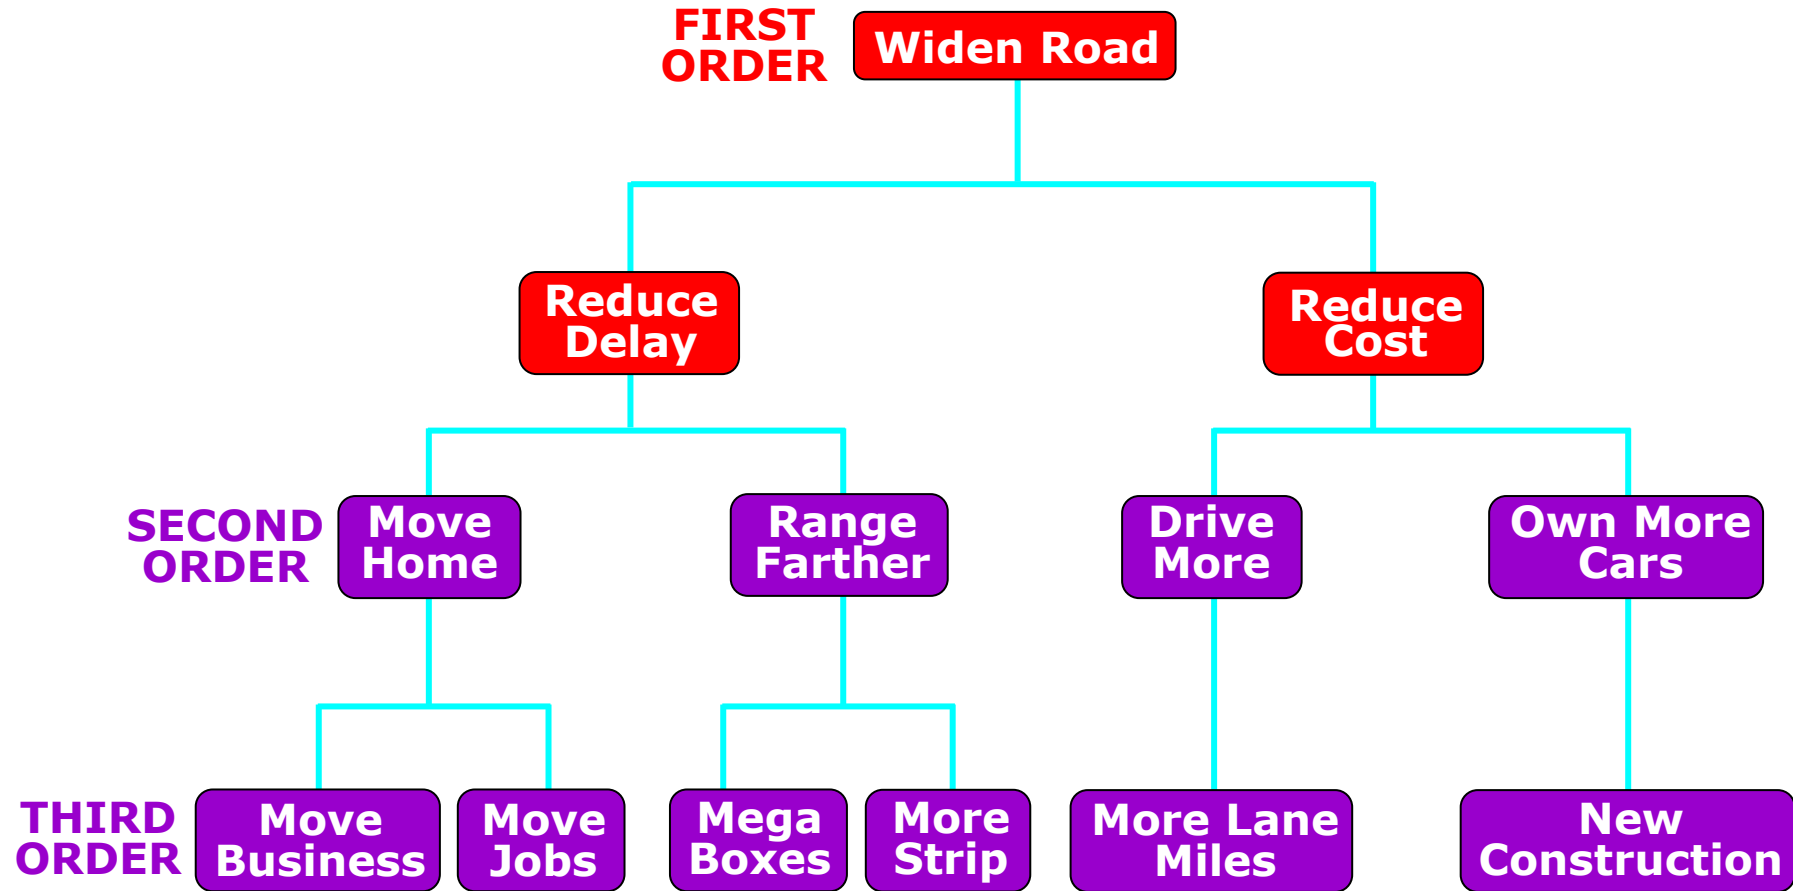 FIRST
ORDER
Widen Road
Reduce
Delay
Reduce
Cost
SECOND
ORDER
Move
Home
Range
Farther
Drive
More
Own More
Cars
THIRD
ORDER
Move
Business
Move
Jobs
Mega
Boxes
More
Strip
More Lane
Miles
New
Construction